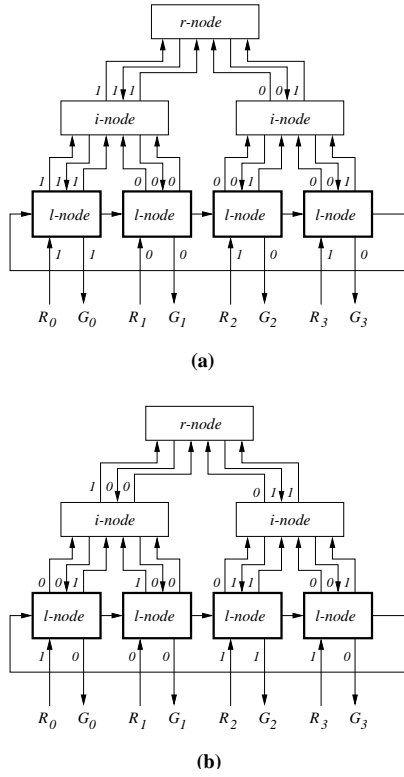 r-node
1 1 1 0 0 1
i-node i-node
1 1 1 0 0 0 0 0 1 0 0 1
l-node l-node l-node l-node
1 1 1 0 1 0 1 0
R0 G0 R1 G1 R2 G2 R3 G3
(a)
r-node
1 0 0 0 1 1
i-node i-node
0 0 1 1 0 0 0 1 1 0 0 1
l-node l-node l-node l-node
1 0 0 0 1 1 1 0
R0 G0 R1 G1 R2 G2 R3 G3
(b)